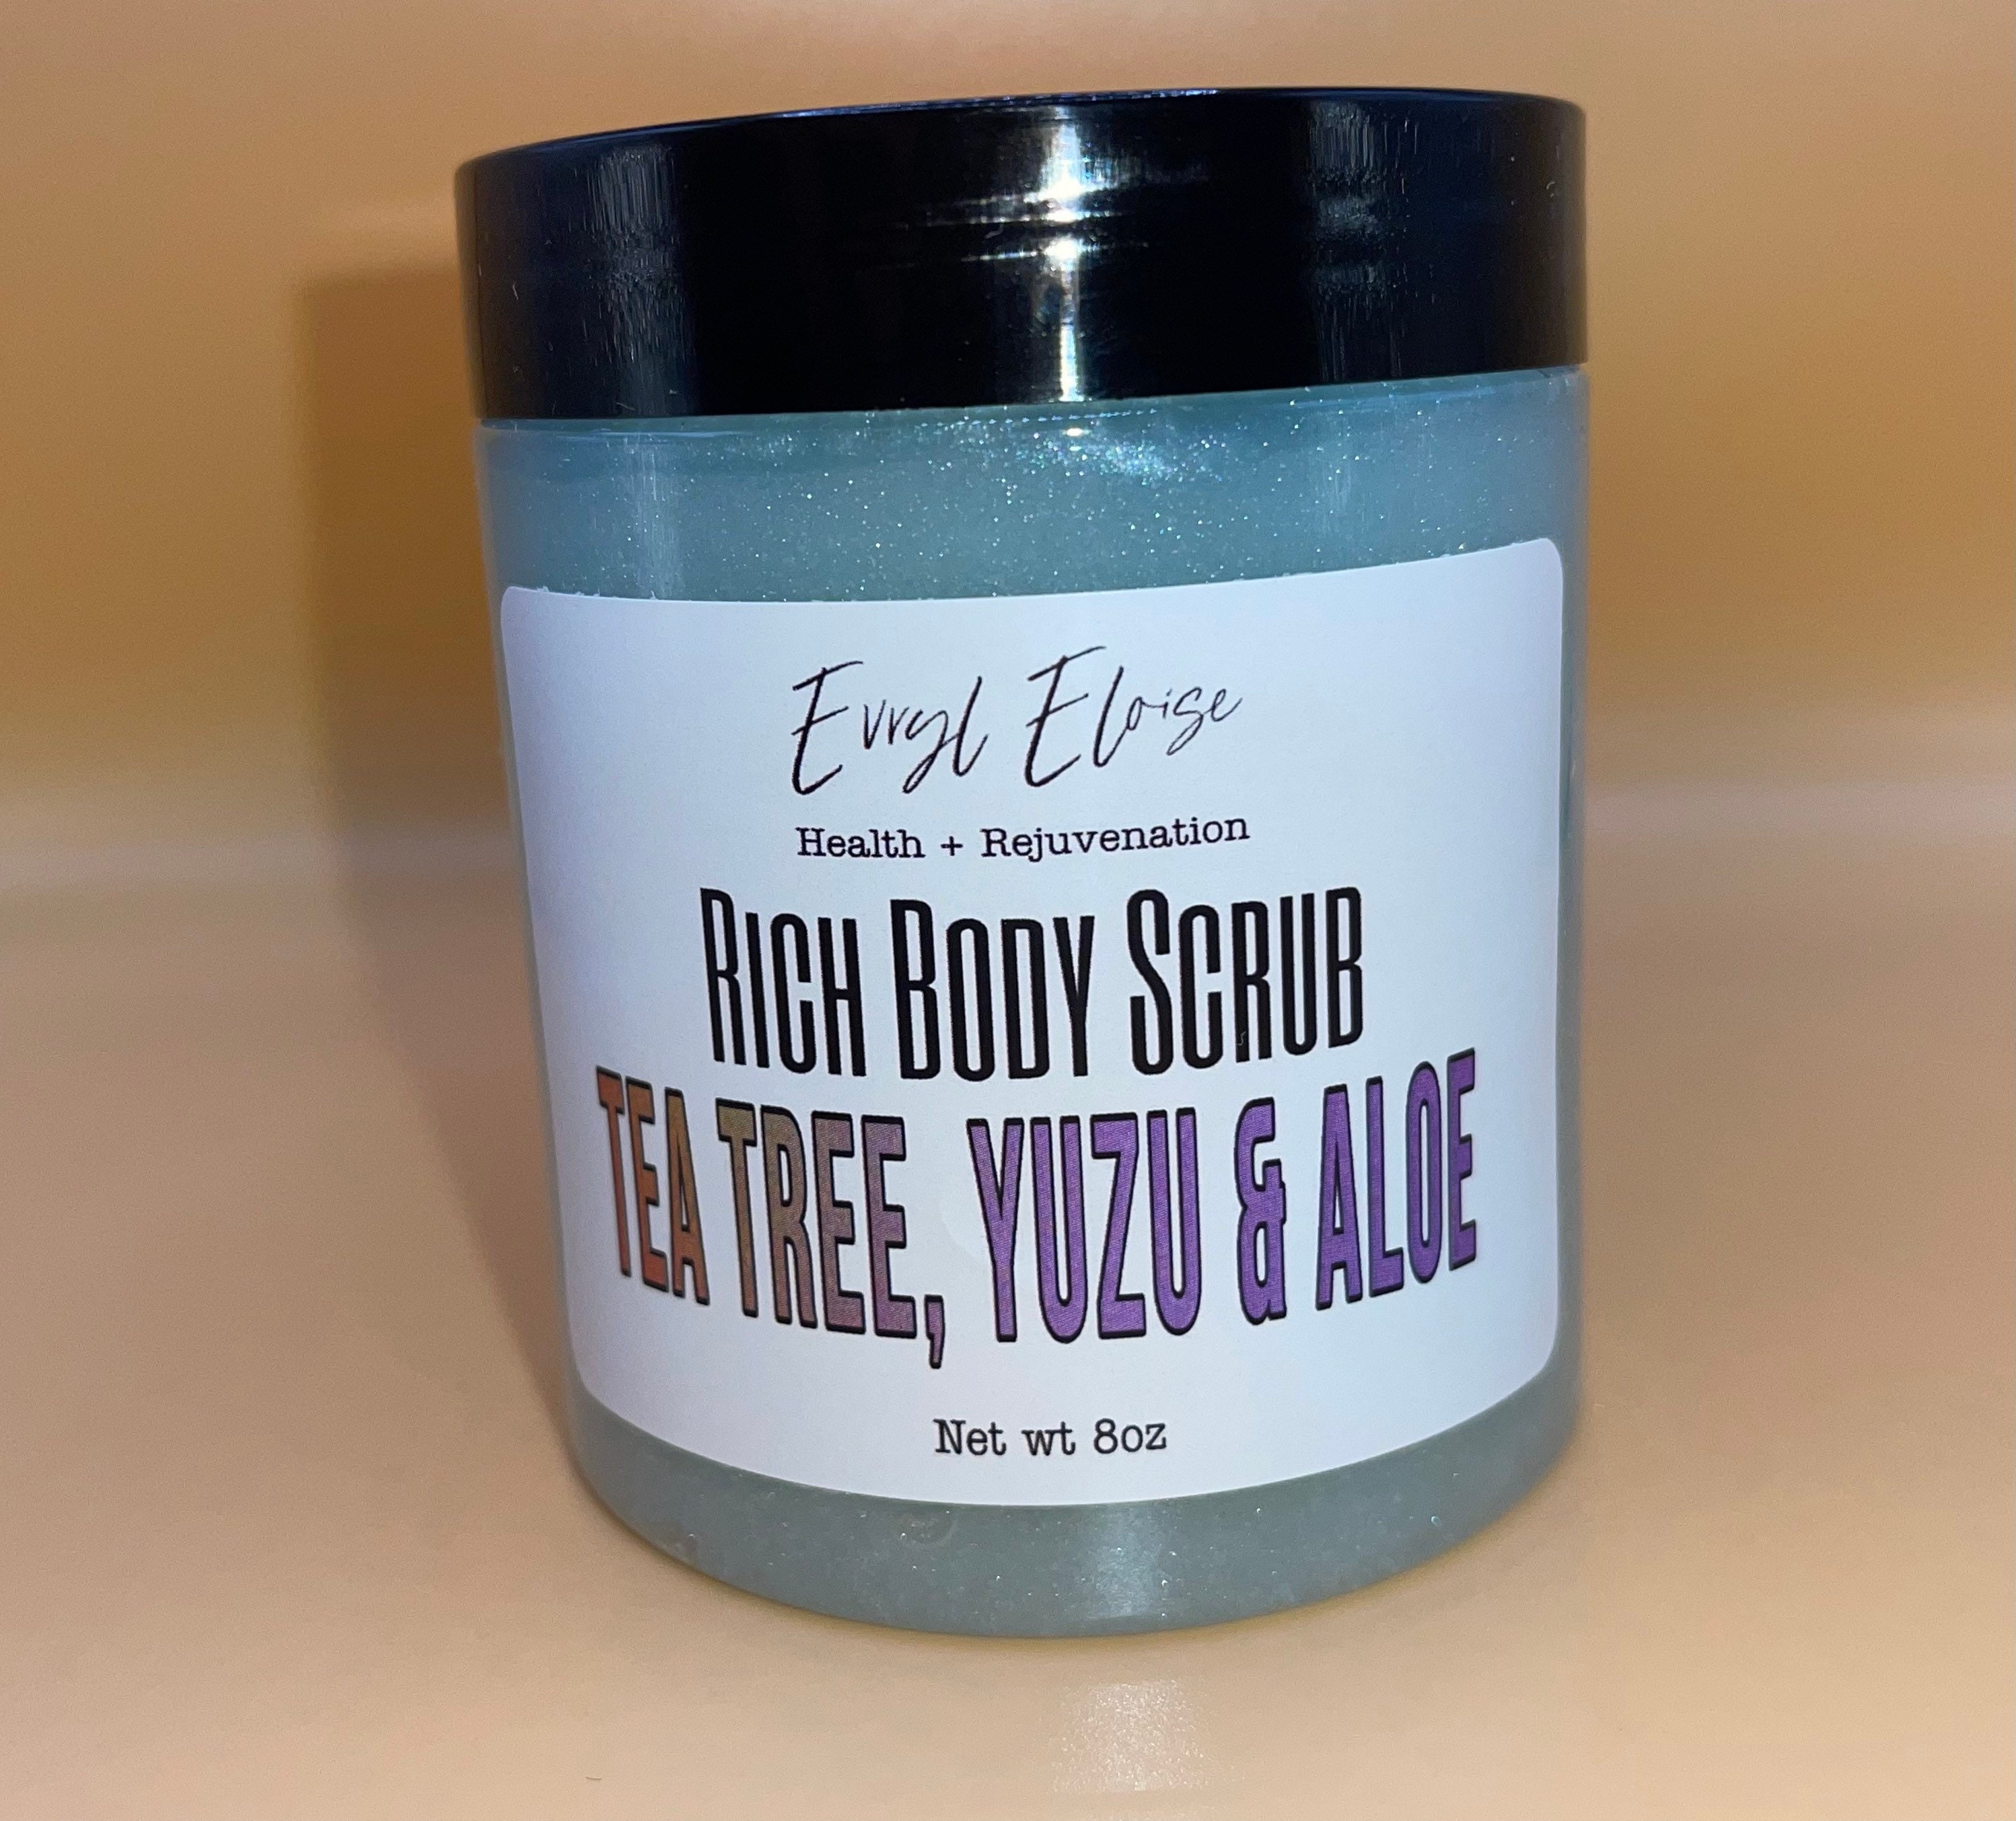 Evryl Eloise
Health + Rejuvenation
RICH BODY SCRUB
TEA TREE, YUZU & ALOE
Net wt 8oz